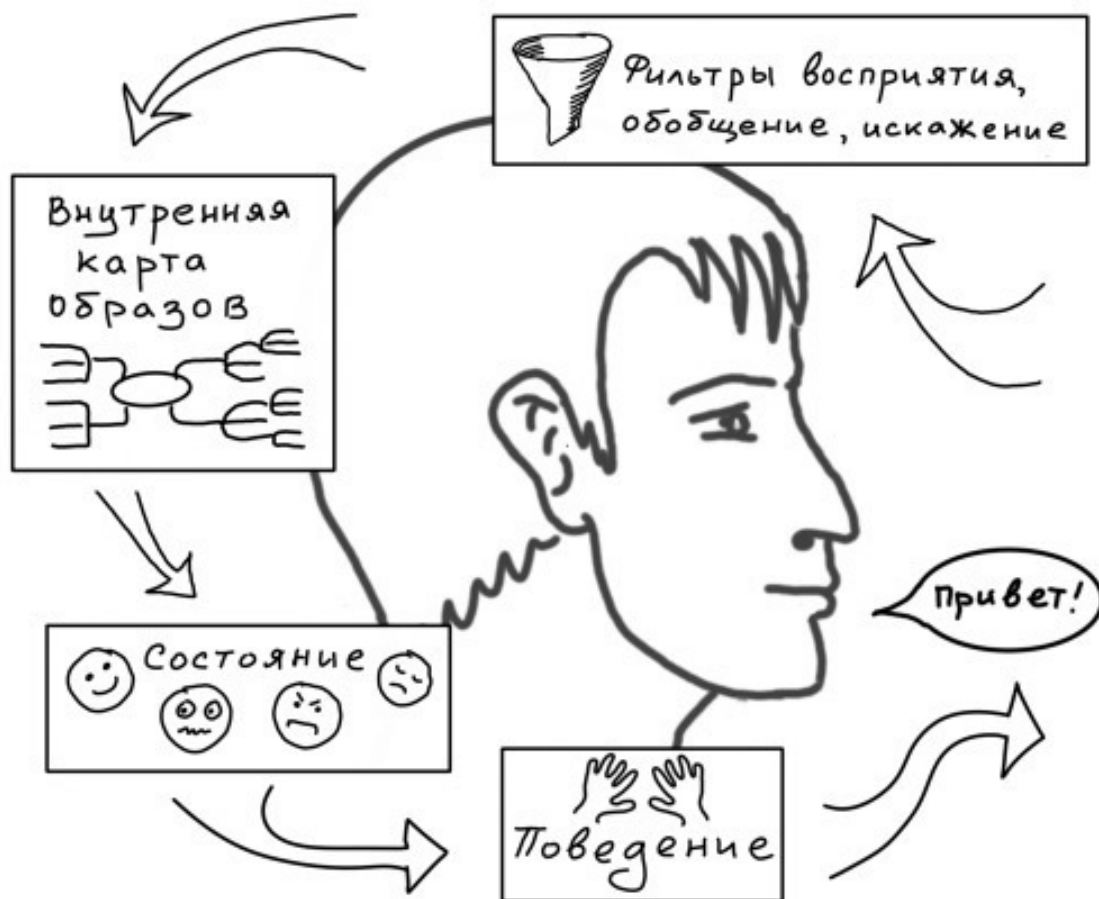 Фильтры восприятия,
обобщение, искажение
Внутренняя
карта
образов
Состояние
Поведение
Привет!